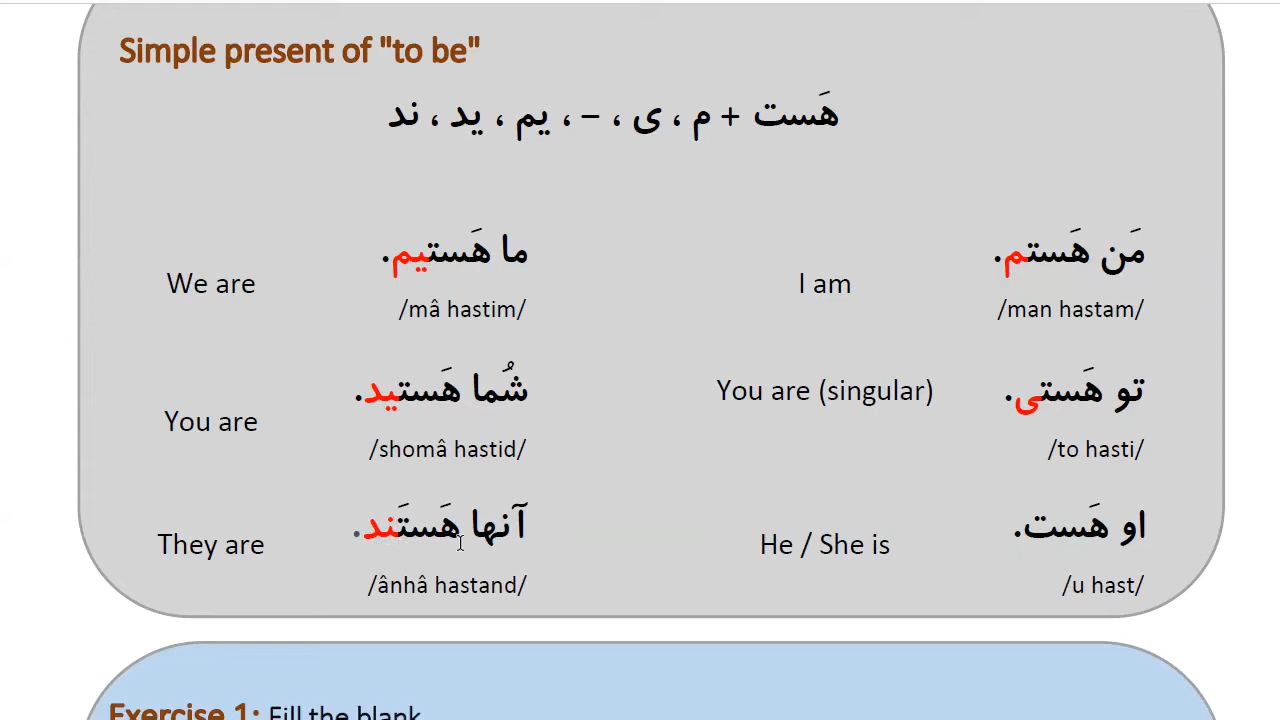 Simple present of "to be"
هَست + م ، ی ، – ، یم ، ید ، ند
مَن هَستم.
I am
/man hastam/
ما هَستیم.
We are
/mâ hastim/
تو هَستی.
You are (singular)
/to hasti/
شُما هَستید.
You are
/shomâ hastid/
او هَست.
He / She is
/u hast/
آنها هَستَند.
They are
/ânhâ hastand/
Exercise 1: Fill the blank